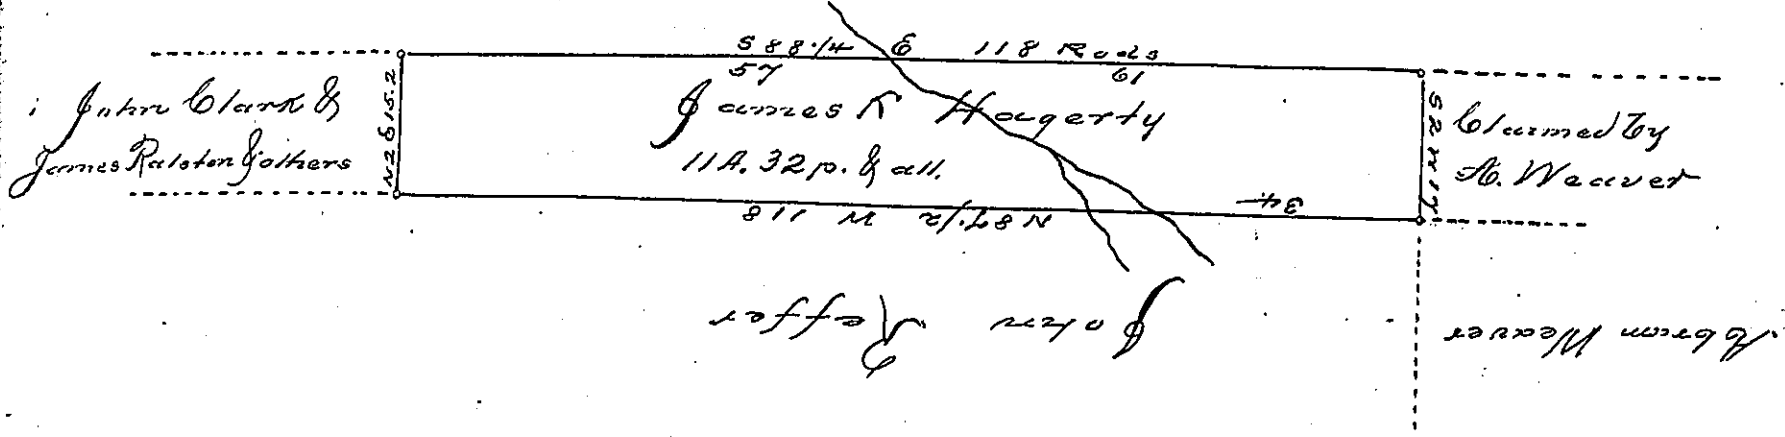 S 88 1/4 E 118 Rods
57 61
John Clark &
James Ralston & others
N 2 E 15.2
James K Hagerty
11 A. 32 p. & all.
S 2 W 17
Claimed by
A. Weaver
N 87 1/2 W 118
34
John Keffer
Abram Weaver